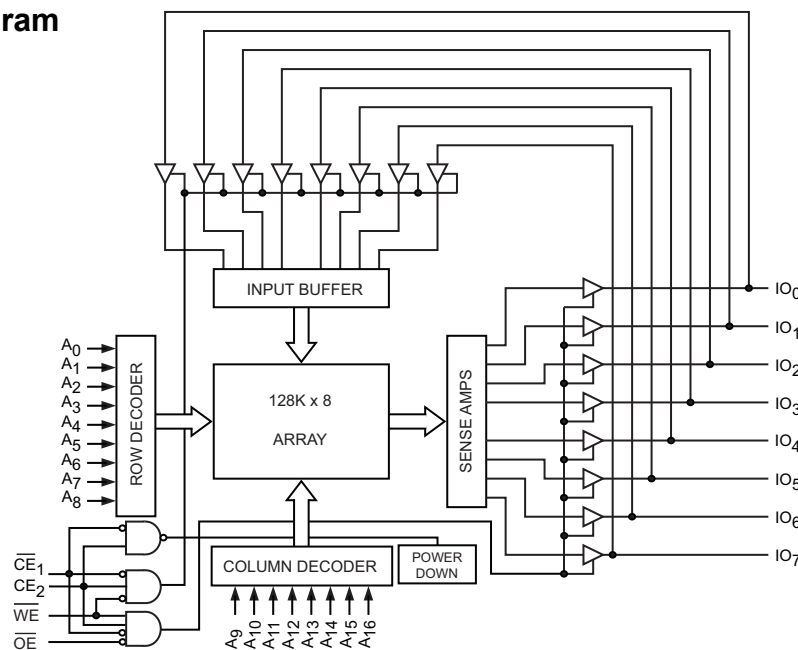 ram
INPUT BUFFER
IO0
IO1
IO2
IO3
IO4
IO5
IO6
IO7
A0
A1
A2
A3
A4
A5
A6
A7
A8
ROW DECODER
128K x 8
ARRAY
SENSE AMPS
CE1
CE2
WE
OE
COLUMN DECODER
POWER
DOWN
A9
A10
A11
A12
A13
A14
A15
A16